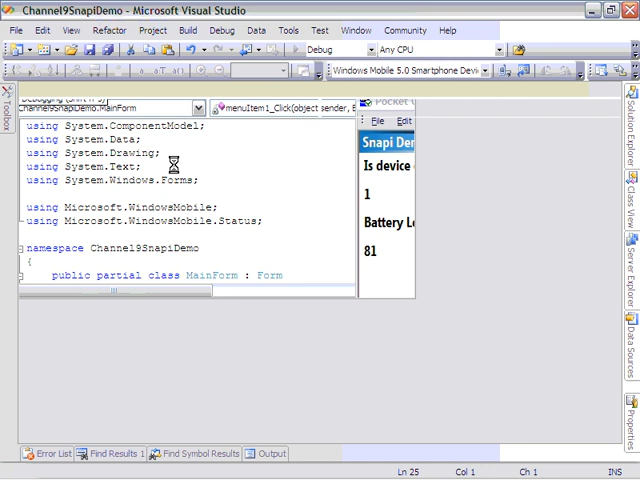 Channel9SnapiDemo - Microsoft Visual Studio
File Edit View Refactor Project Build Debug Data Tools Test Window Community Help
Debug Any CPU
Windows Mobile 5.0 Smartphone Devi
Channel9SnapiDemo.MainForm menuItem1_Click(object sender, E
Pocket
using System.ComponentModel;
using System.Data;
using System.Drawing;
using System.Text;
using System.Windows.Forms;
using Microsoft.WindowsMobile;
using Microsoft.WindowsMobile.Status;
namespace Channel9SnapiDemo
{
public partial class MainForm : Form
File Edit
Snapi Der
Is device
1
Battery Le
81
Toolbox
Solution Explorer
Class View
Server Explorer
Data Sources
Properties
Error List Find Results 1 Find Symbol Results Output
Ln 25 Col 1 Ch 1 INS